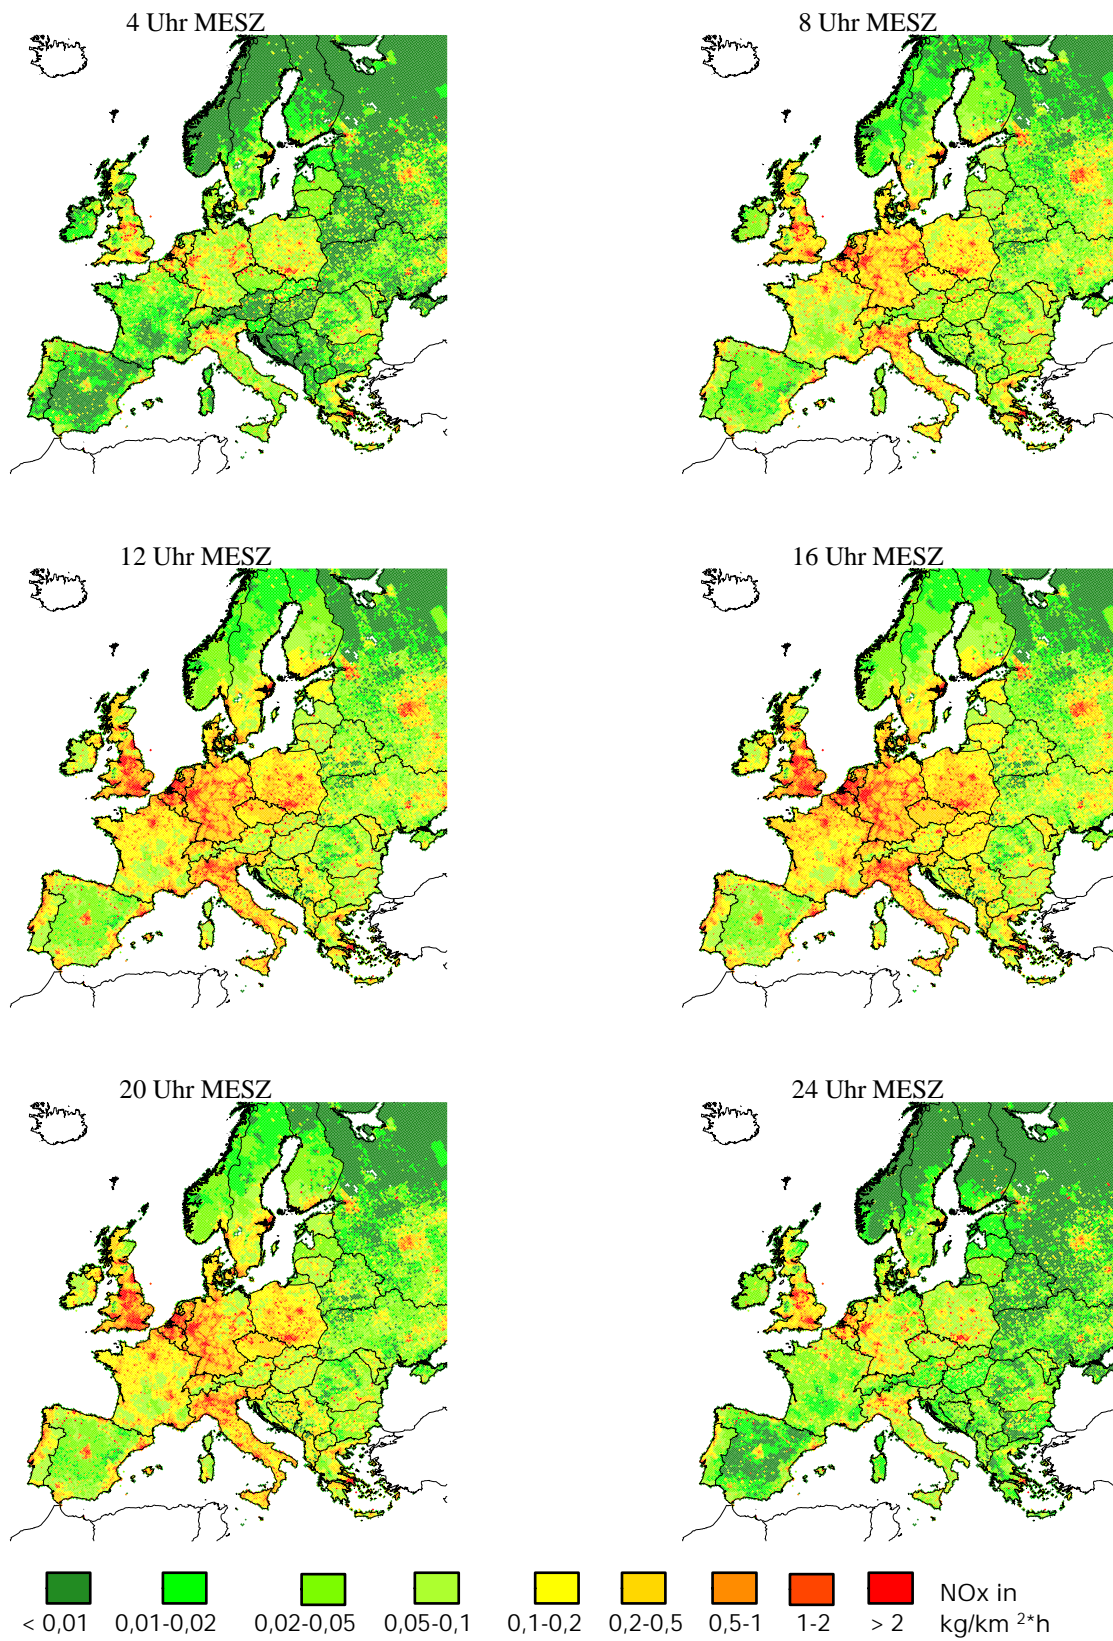 4 Uhr MESZ
8 Uhr MESZ
12 Uhr MESZ
16 Uhr MESZ
20 Uhr MESZ
24 Uhr MESZ
< 0,01 0,01-0,02 0,02-0,05 0,05-0,1 0,1-0,2 0,2-0,5 0,5-1 1-2 > 2
NOx in
kg/km ²*h